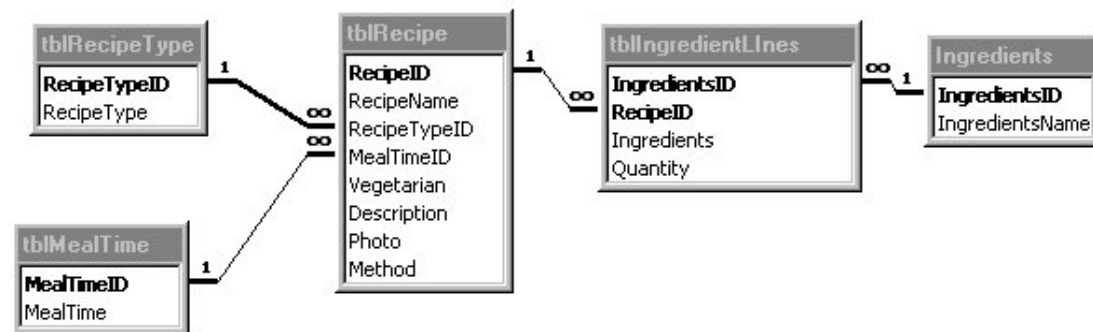 tblRecipeType
RecipeTypeID
RecipeType
1
∞
tblMealTime
MealTimeID
MealTime
1
∞
tblRecipe
RecipeID
RecipeName
RecipeTypeID
MealTimeID
Vegetarian
Description
Photo
Method
1
∞
tblIngredientLInes
IngredientsID
RecipeID
Ingredients
Quantity
∞
1
Ingredients
IngredientsID
IngredientsName